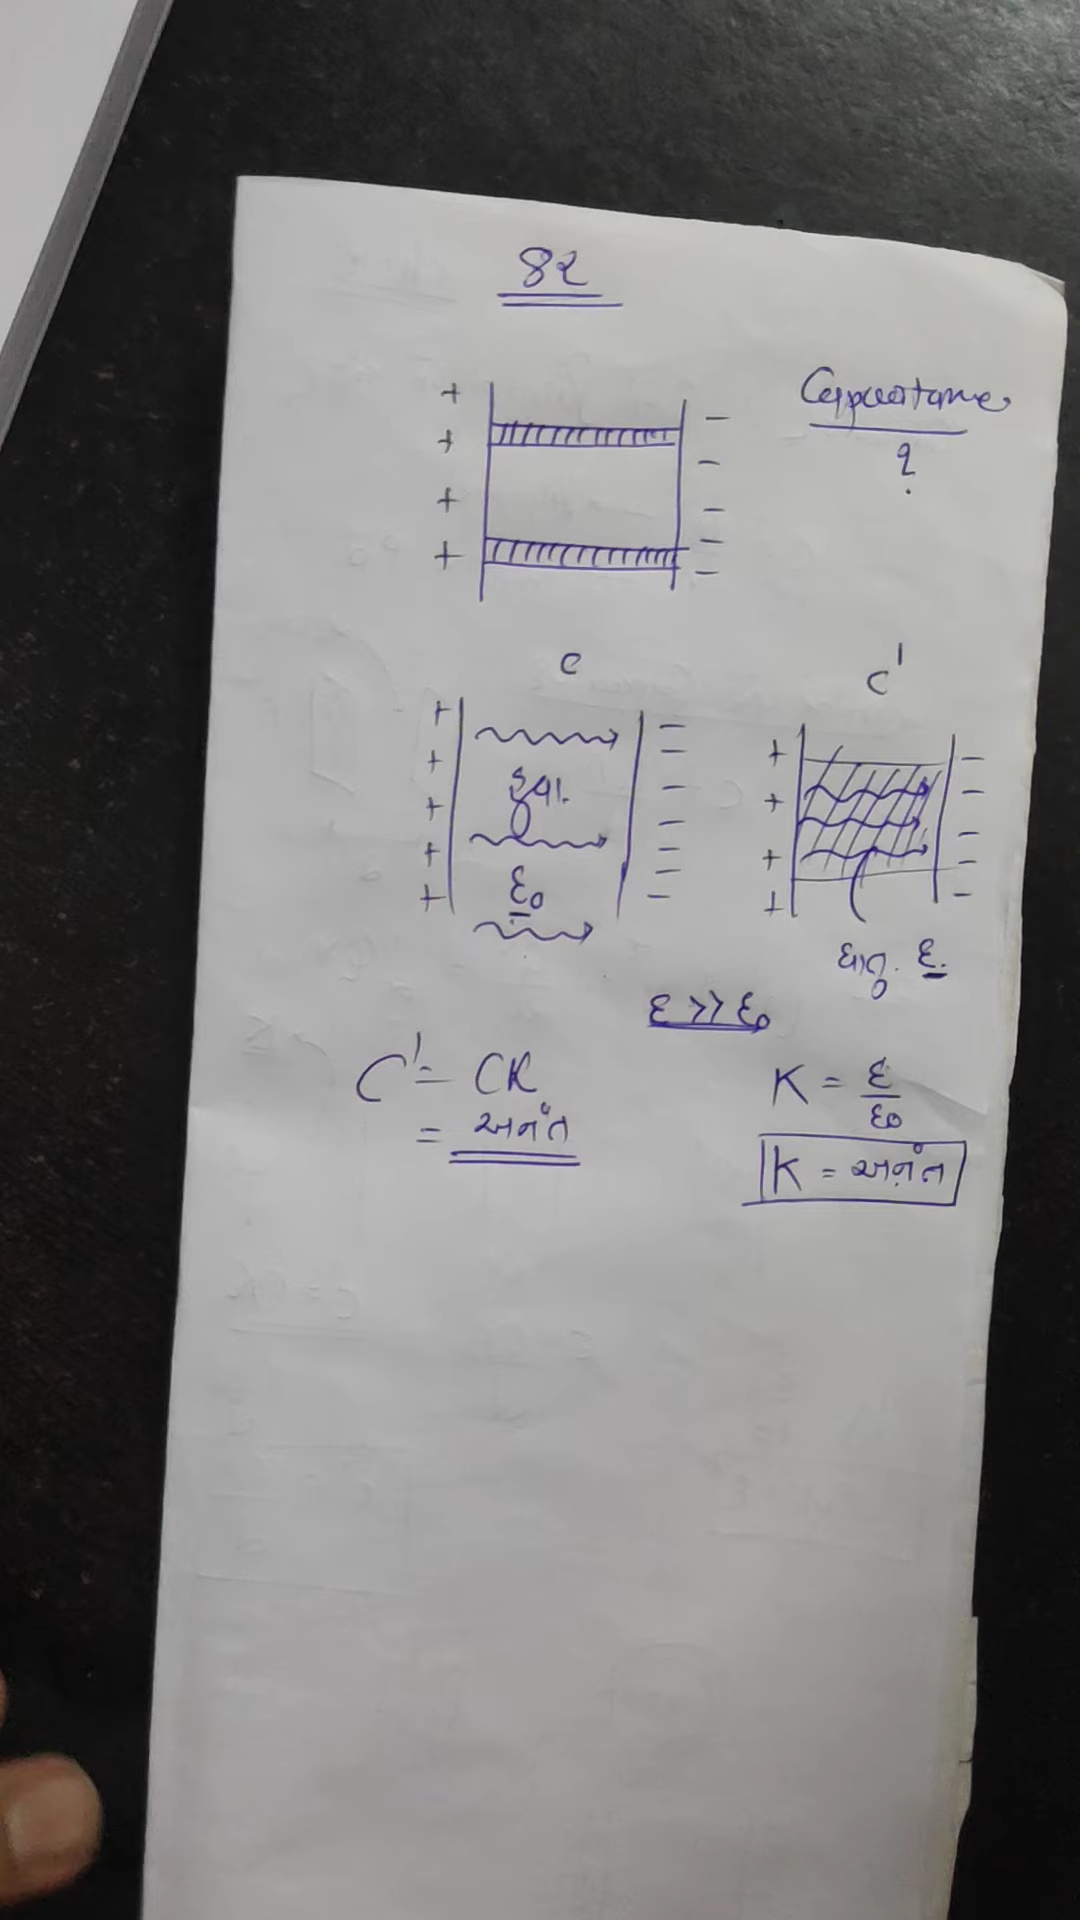 82
Capacitance
?
C
C'
હવા.
ε₀
ધાતુ. ε.
ε >> ε₀
C' = CK
= અનંત
K = ε/ε₀
K = અનંત